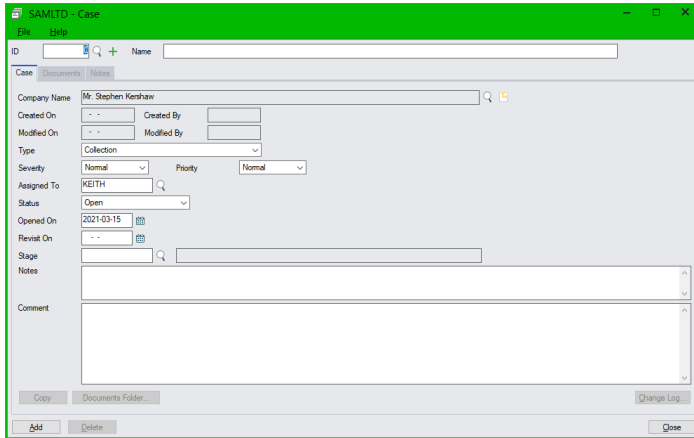 SAMLTD - Case
File Help
ID 0 Name
Case Documents Notes
Company Name Mr. Stephen Kershaw
Created On - - Created By
Modified On - - Modified By
Type Collection
Severity Normal Priority Normal
Assigned To KEITH
Status Open
Opened On 2021-03-15
Revisit On - -
Stage
Notes
Comment
Copy Documents Folder... Change Log...
Add Delete Close